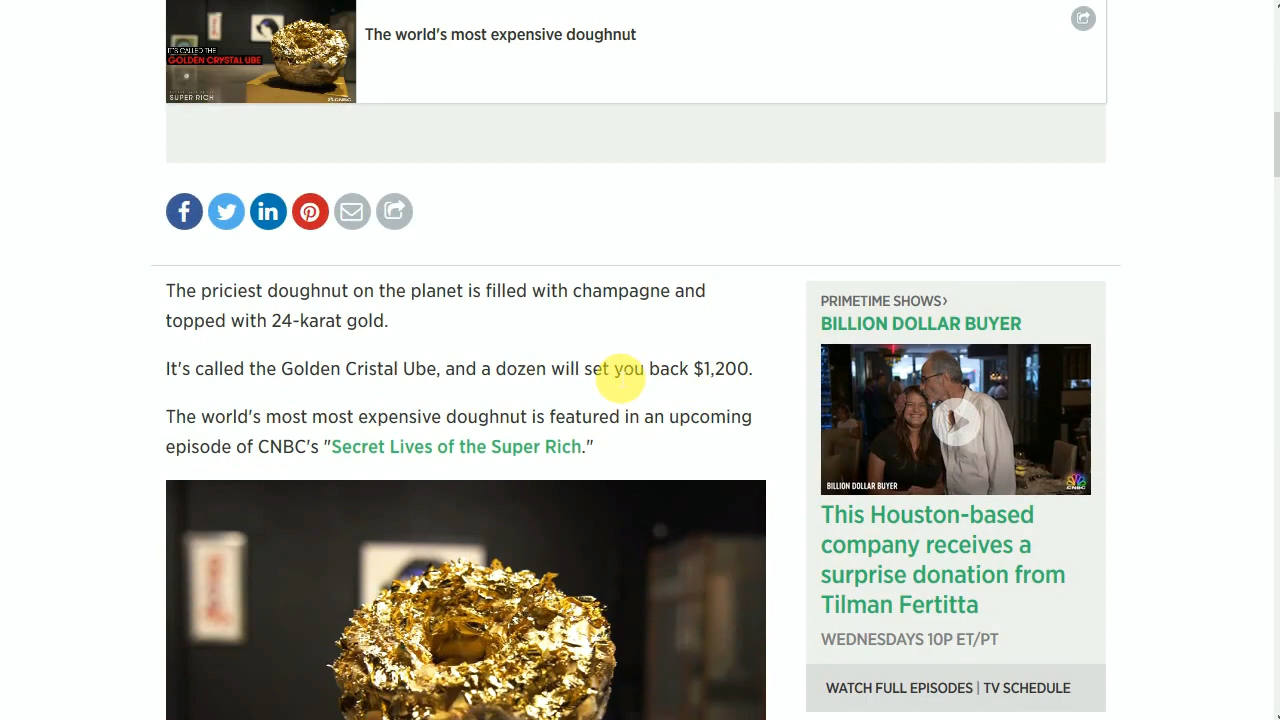 IT'S CALLED THE
GOLDEN CRYSTAL UBE
SUPER RICH
CNBC
The world's most expensive doughnut
The priciest doughnut on the planet is filled with champagne and
topped with 24-karat gold.
It's called the Golden Cristal Ube, and a dozen will set you back $1,200.
The world's most most expensive doughnut is featured in an upcoming
episode of CNBC's "Secret Lives of the Super Rich."
PRIMETIME SHOWS›
BILLION DOLLAR BUYER
BILLION DOLLAR BUYER
CNBC
This Houston-based
company receives a
surprise donation from
Tilman Fertitta
WEDNESDAYS 10P ET/PT
WATCH FULL EPISODES | TV SCHEDULE